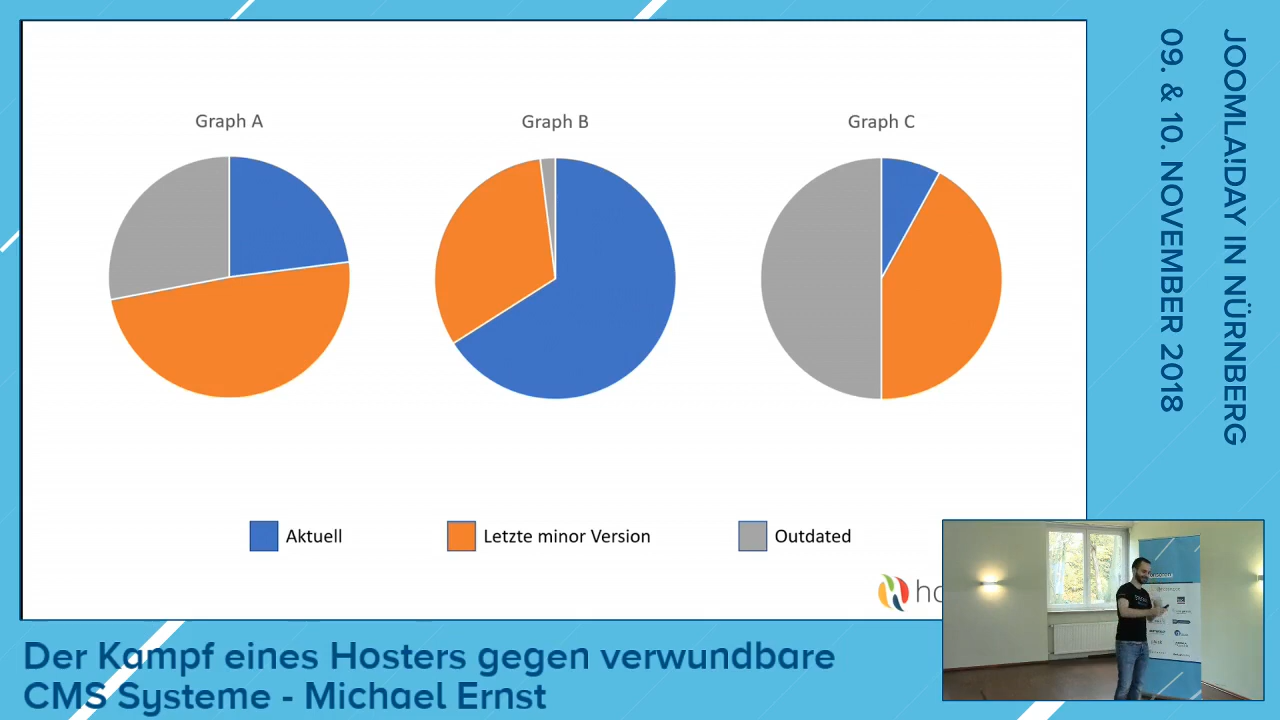 Graph A
Graph B
Graph C
Aktuell
Letzte minor Version
Outdated
Der Kampf eines Hosters gegen verwundbare
CMS Systeme - Michael Ernst
JOOMLA!DAY IN NÜRNBERG
09. & 10. NOVEMBER 2018